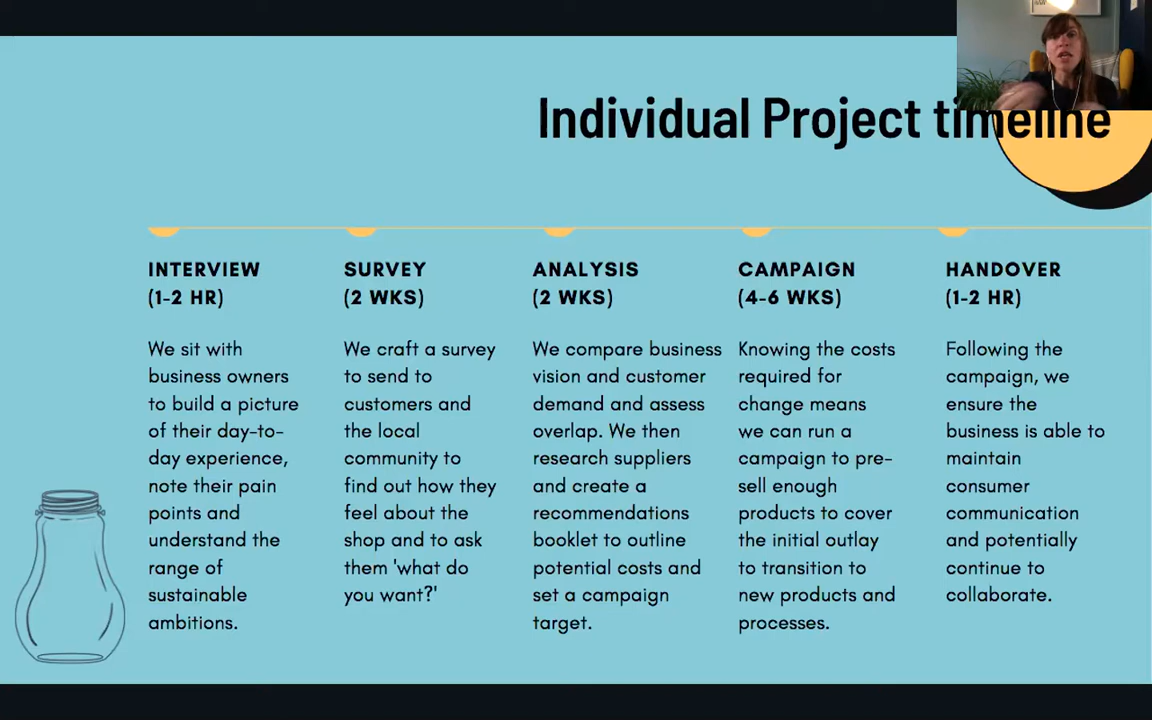 Individual Project timeline
INTERVIEW
(1-2 HR)
We sit with
business owners
to build a picture
of their day-to-
day experience,
note their pain
points and
understand the
range of
sustainable
ambitions.
SURVEY
(2 WKS)
We craft a survey
to send to
customers and
the local
community to
find out how they
feel about the
shop and to ask
them 'what do
you want?'
ANALYSIS
(2 WKS)
We compare business
vision and customer
demand and assess
overlap. We then
research suppliers
and create a
recommendations
booklet to outline
potential costs and
set a campaign
target.
CAMPAIGN
(4-6 WKS)
Knowing the costs
required for
change means
we can run a
campaign to pre-
sell enough
products to cover
the initial outlay
to transition to
new products and
processes.
HANDOVER
(1-2 HR)
Following the
campaign, we
ensure the
business is able to
maintain
consumer
communication
and potentially
continue to
collaborate.